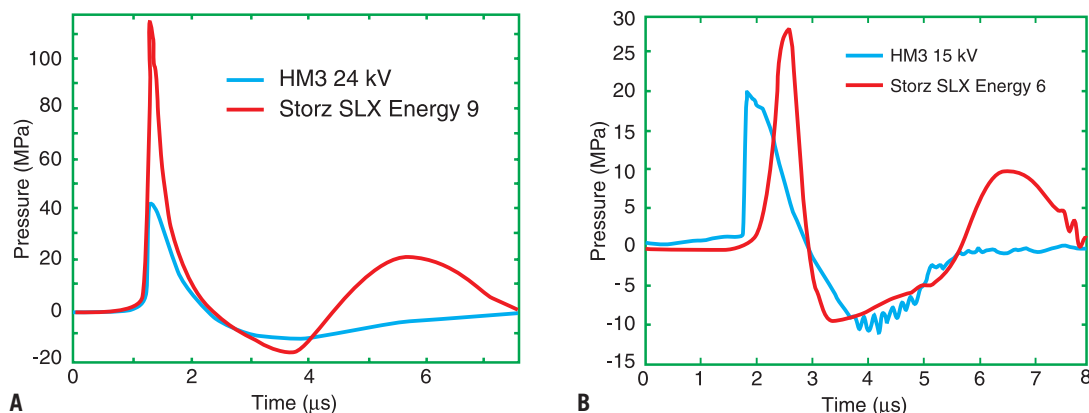 100
80
60
40
20
0
-20
Pressure (MPa)
HM3 24 kV
Storz SLX Energy 9
0 2 4 6
Time (μs)
A
30
25
20
15
10
5
0
-5
-10
-15
Pressure (MPa)
HM3 15 kV
Storz SLX Energy 6
0 1 2 3 4 5 6 7 8
Time (μs)
B